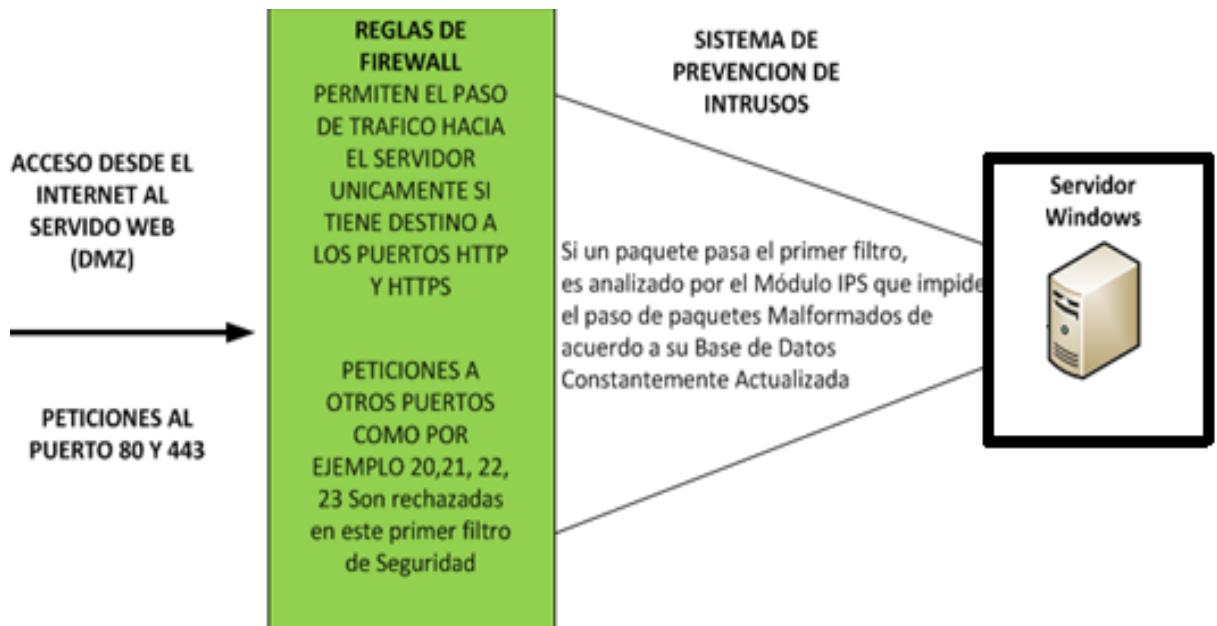 ACCESO DESDE EL
INTERNET AL
SERVIDO WEB
(DMZ)
PETICIONES AL
PUERTO 80 Y 443
REGLAS DE
FIREWALL
PERMITEN EL PASO
DE TRAFICO HACIA
EL SERVIDOR
UNICAMENTE SI
TIENE DESTINO A
LOS PUERTOS HTTP
Y HTTPS
PETICIONES A
OTROS PUERTOS
COMO POR
EJEMPLO 20,21, 22,
23 Son rechazadas
en este primer filtro
de Seguridad
SISTEMA DE
PREVENCION DE
INTRUSOS
Si un paquete pasa el primer filtro,
es analizado por el Módulo IPS que impide
el paso de paquetes Malformados de
acuerdo a su Base de Datos
Constantemente Actualizada
Servidor
Windows